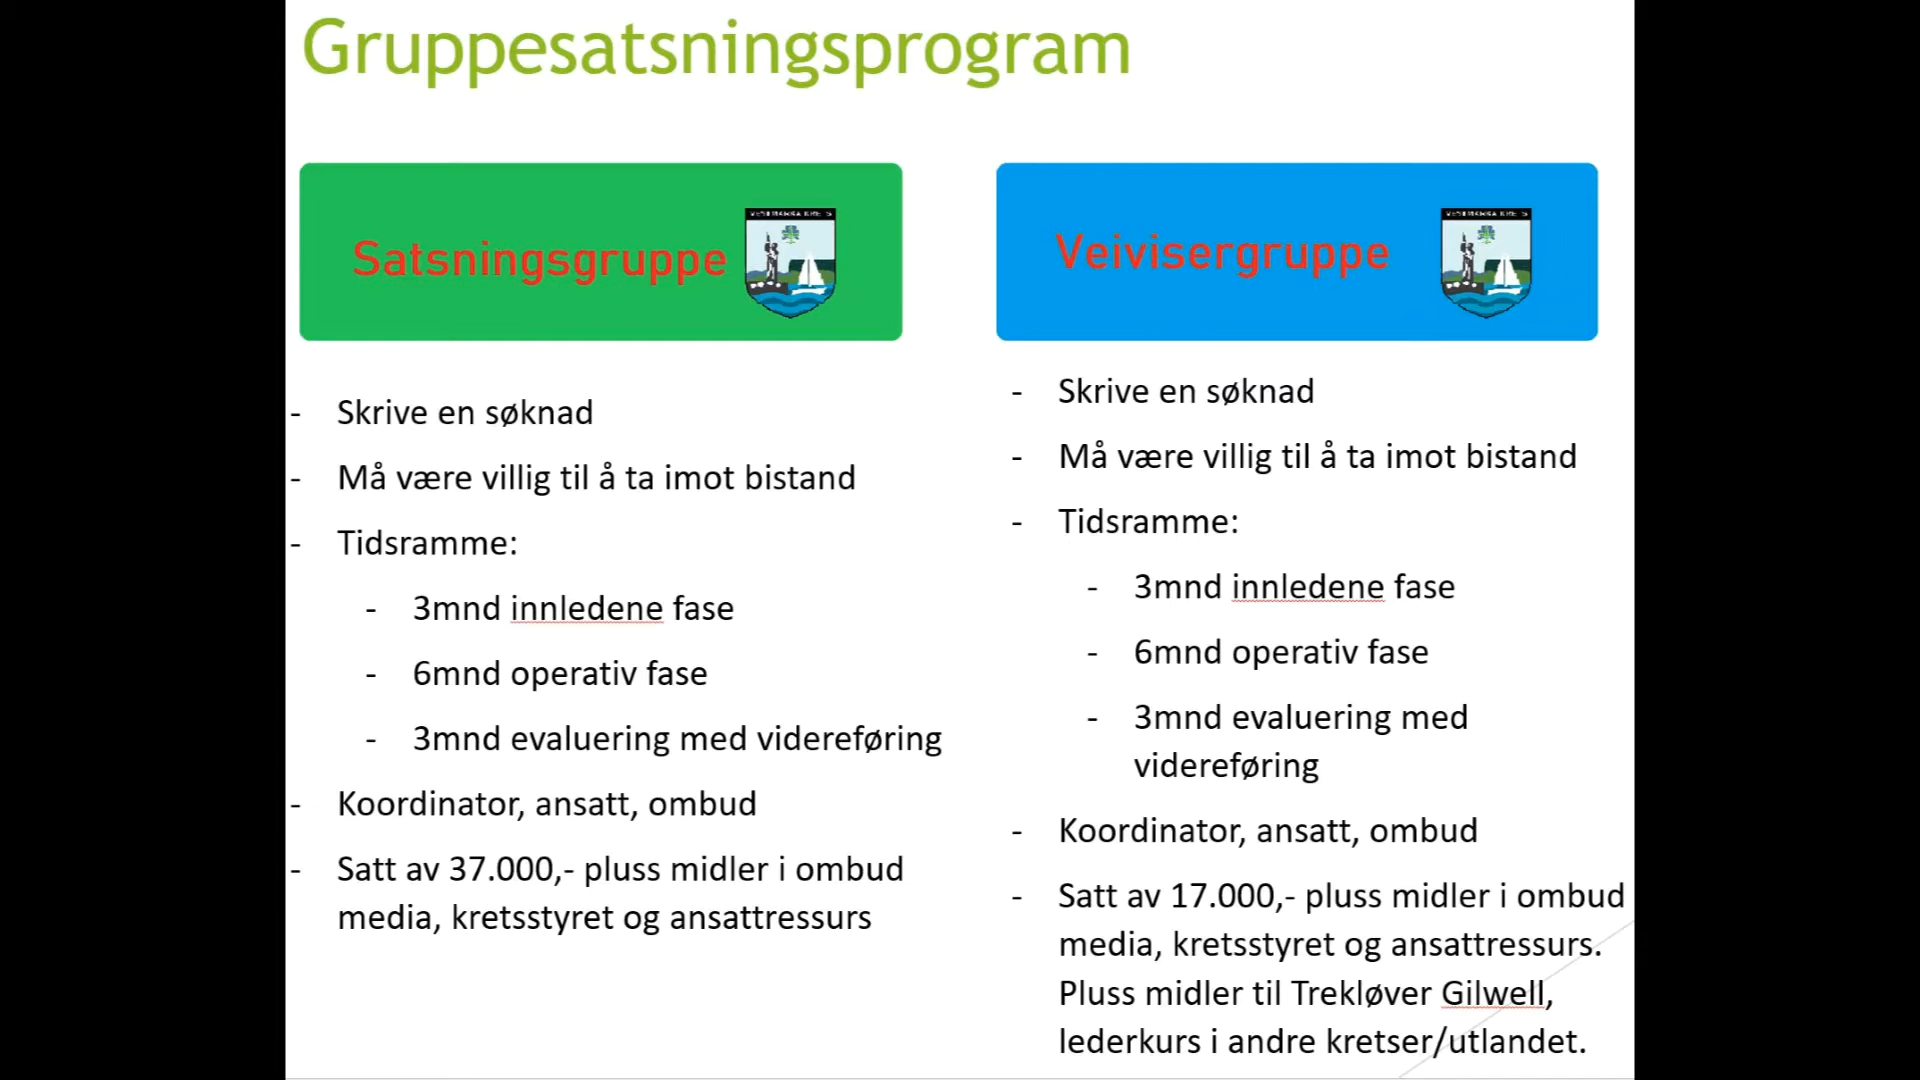 Gruppesatsningsprogram
Satsningsgruppe
- Skrive en søknad
- Må være villig til å ta imot bistand
- Tidsramme:
- 3mnd innledene fase
- 6mnd operativ fase
- 3mnd evaluering med videreføring
- Koordinator, ansatt, ombud
- Satt av 37.000,- pluss midler i ombud
media, kretsstyret og ansattressurs
Veivisergruppe
- Skrive en søknad
- Må være villig til å ta imot bistand
- Tidsramme:
- 3mnd innledene fase
- 6mnd operativ fase
- 3mnd evaluering med
videreføring
- Koordinator, ansatt, ombud
- Satt av 17.000,- pluss midler i ombud
media, kretsstyret og ansattressurs.
Pluss midler til Trekløver Gilwell,
lederkurs i andre kretser/utlandet.